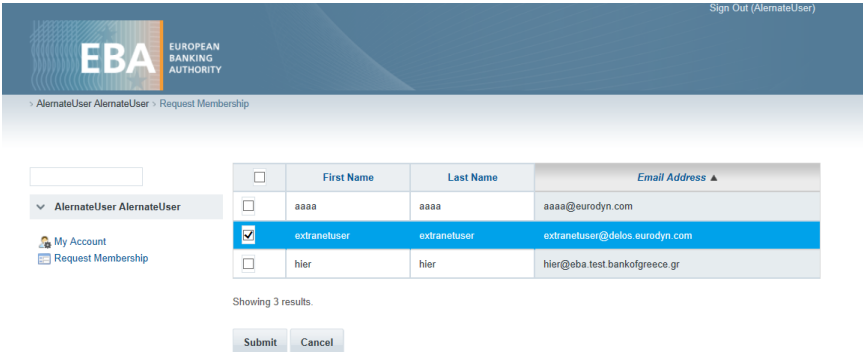 Sign Out (AlernateUser)
EBA
EUROPEAN
BANKING
AUTHORITY
› AlernateUser AlernateUser › Request Membership
AlernateUser AlernateUser
My Account
Request Membership
First Name Last Name Email Address ▲
aaaa aaaa aaaa@eurodyn.com
extranetuser extranetuser extranetuser@delos.eurodyn.com
hier hier hier@eba.test.bankofgreece.gr
Showing 3 results.
Submit Cancel